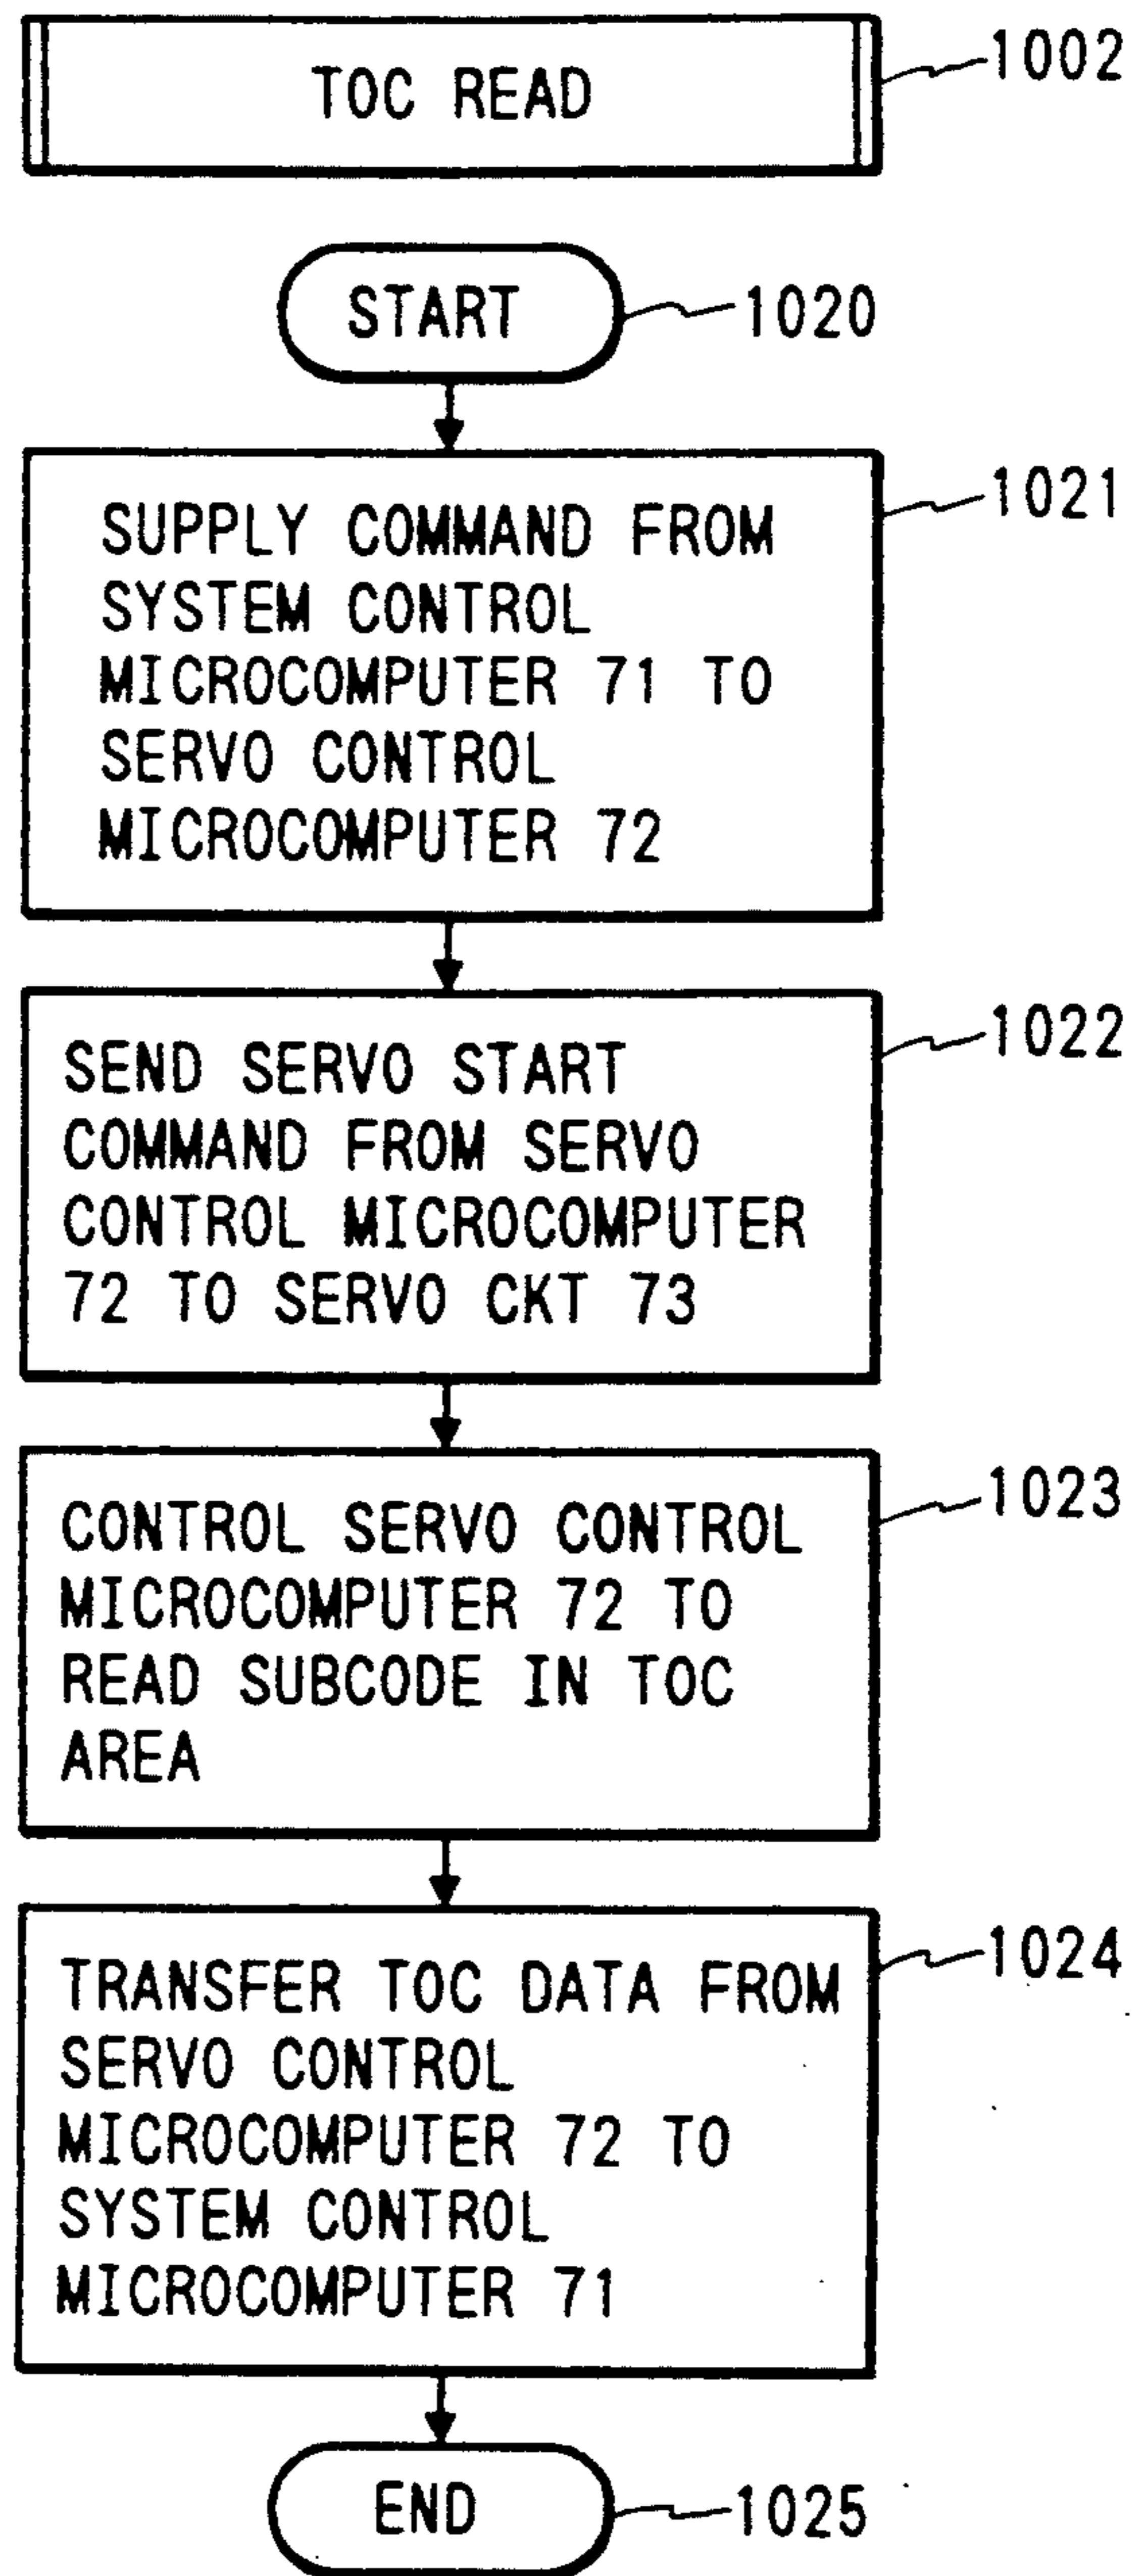 TOC READ
1002
START
1020
SUPPLY COMMAND FROM
SYSTEM CONTROL
MICROCOMPUTER 71 TO
SERVO CONTROL
MICROCOMPUTER 72
1021
SEND SERVO START
COMMAND FROM SERVO
CONTROL MICROCOMPUTER
72 TO SERVO CKT 73
1022
CONTROL SERVO CONTROL
MICROCOMPUTER 72 TO
READ SUBCODE IN TOC
AREA
1023
TRANSFER TOC DATA FROM
SERVO CONTROL
MICROCOMPUTER 72 TO
SYSTEM CONTROL
MICROCOMPUTER 71
1024
END
1025